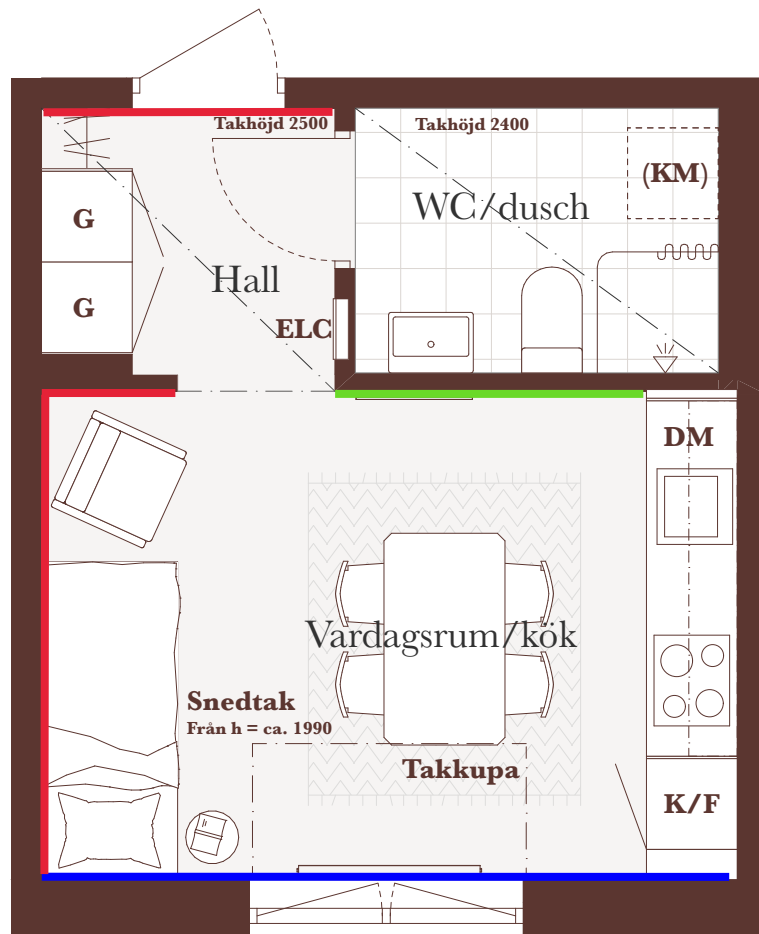 Takhöjd 2500
Takhöjd 2400
(KM)
G
WC/dusch
Hall
G
ELC
DM
Vardagsrum/kök
Snedtak
Från h = ca. 1990
Takkupa
K/F